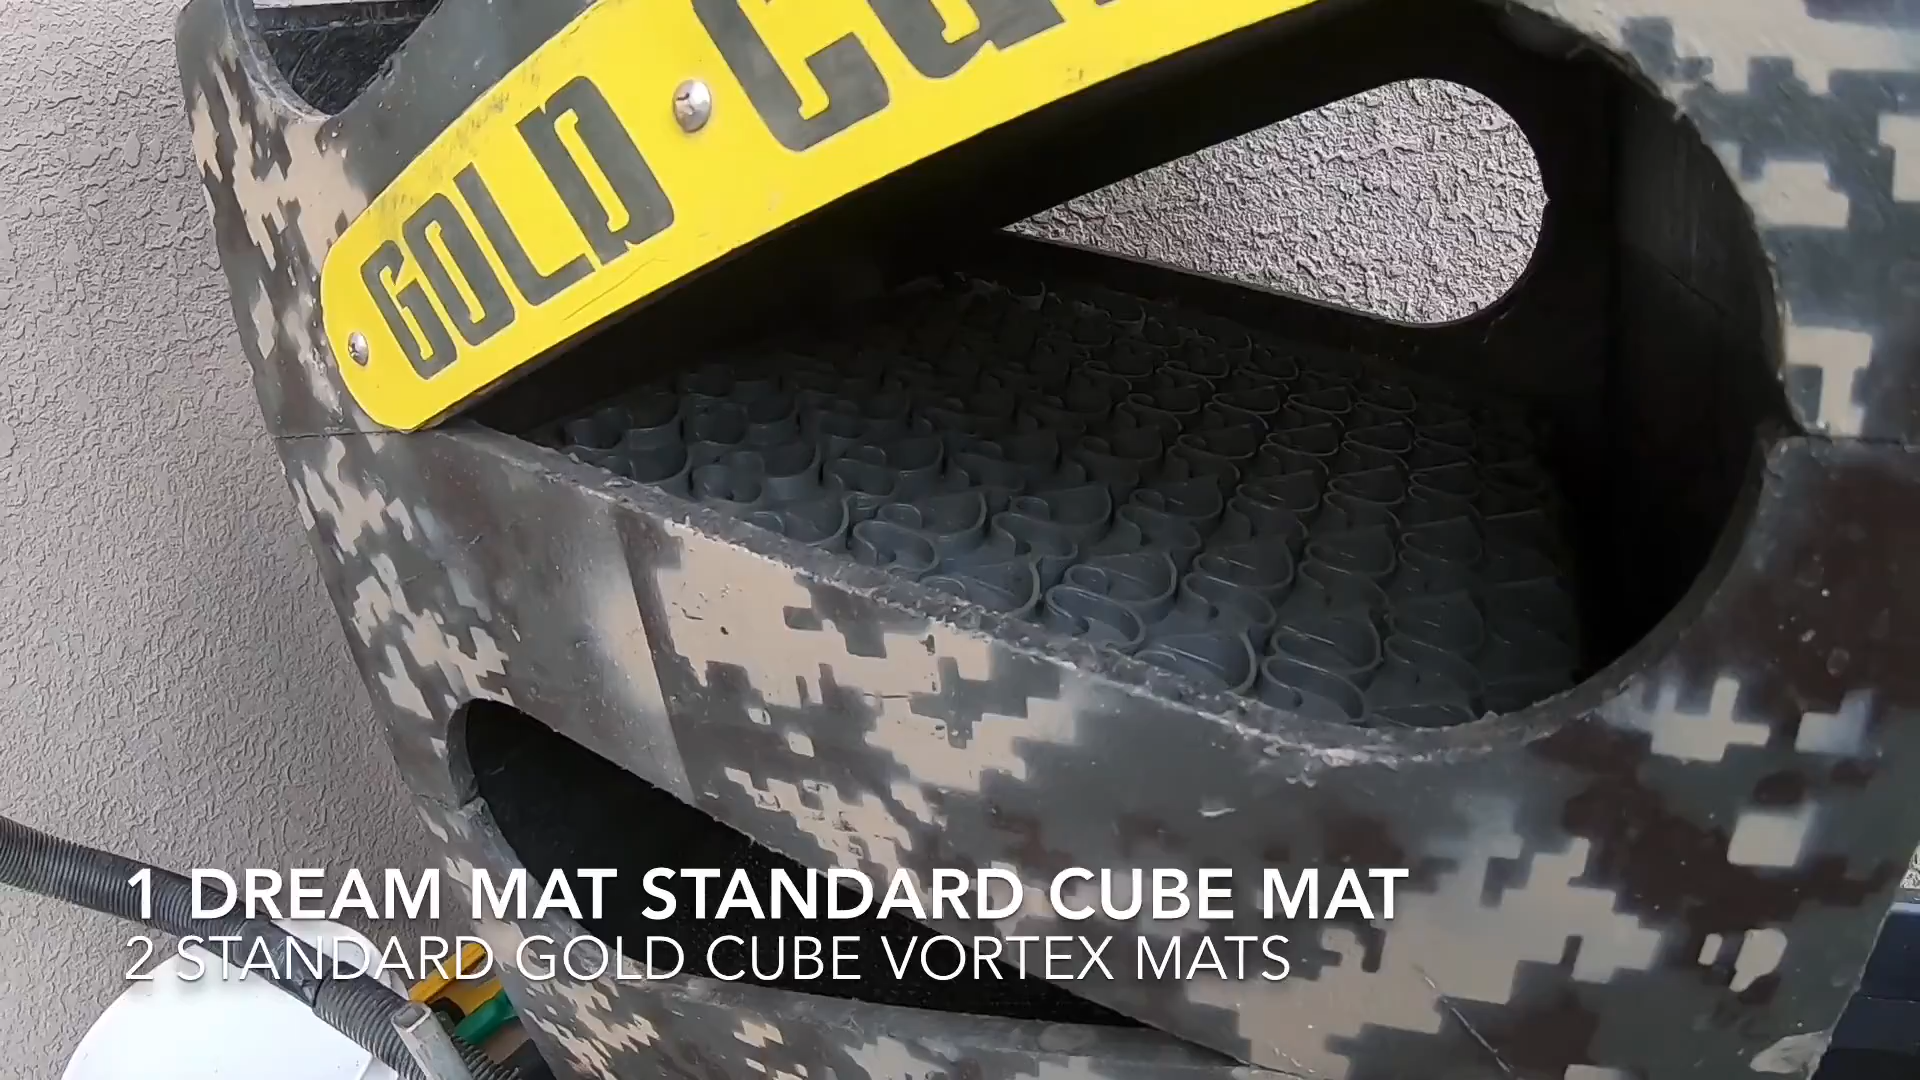 GOLD
1 DREAM MAT STANDARD CUBE MAT
2 STANDARD GOLD CUBE VORTEX MATS